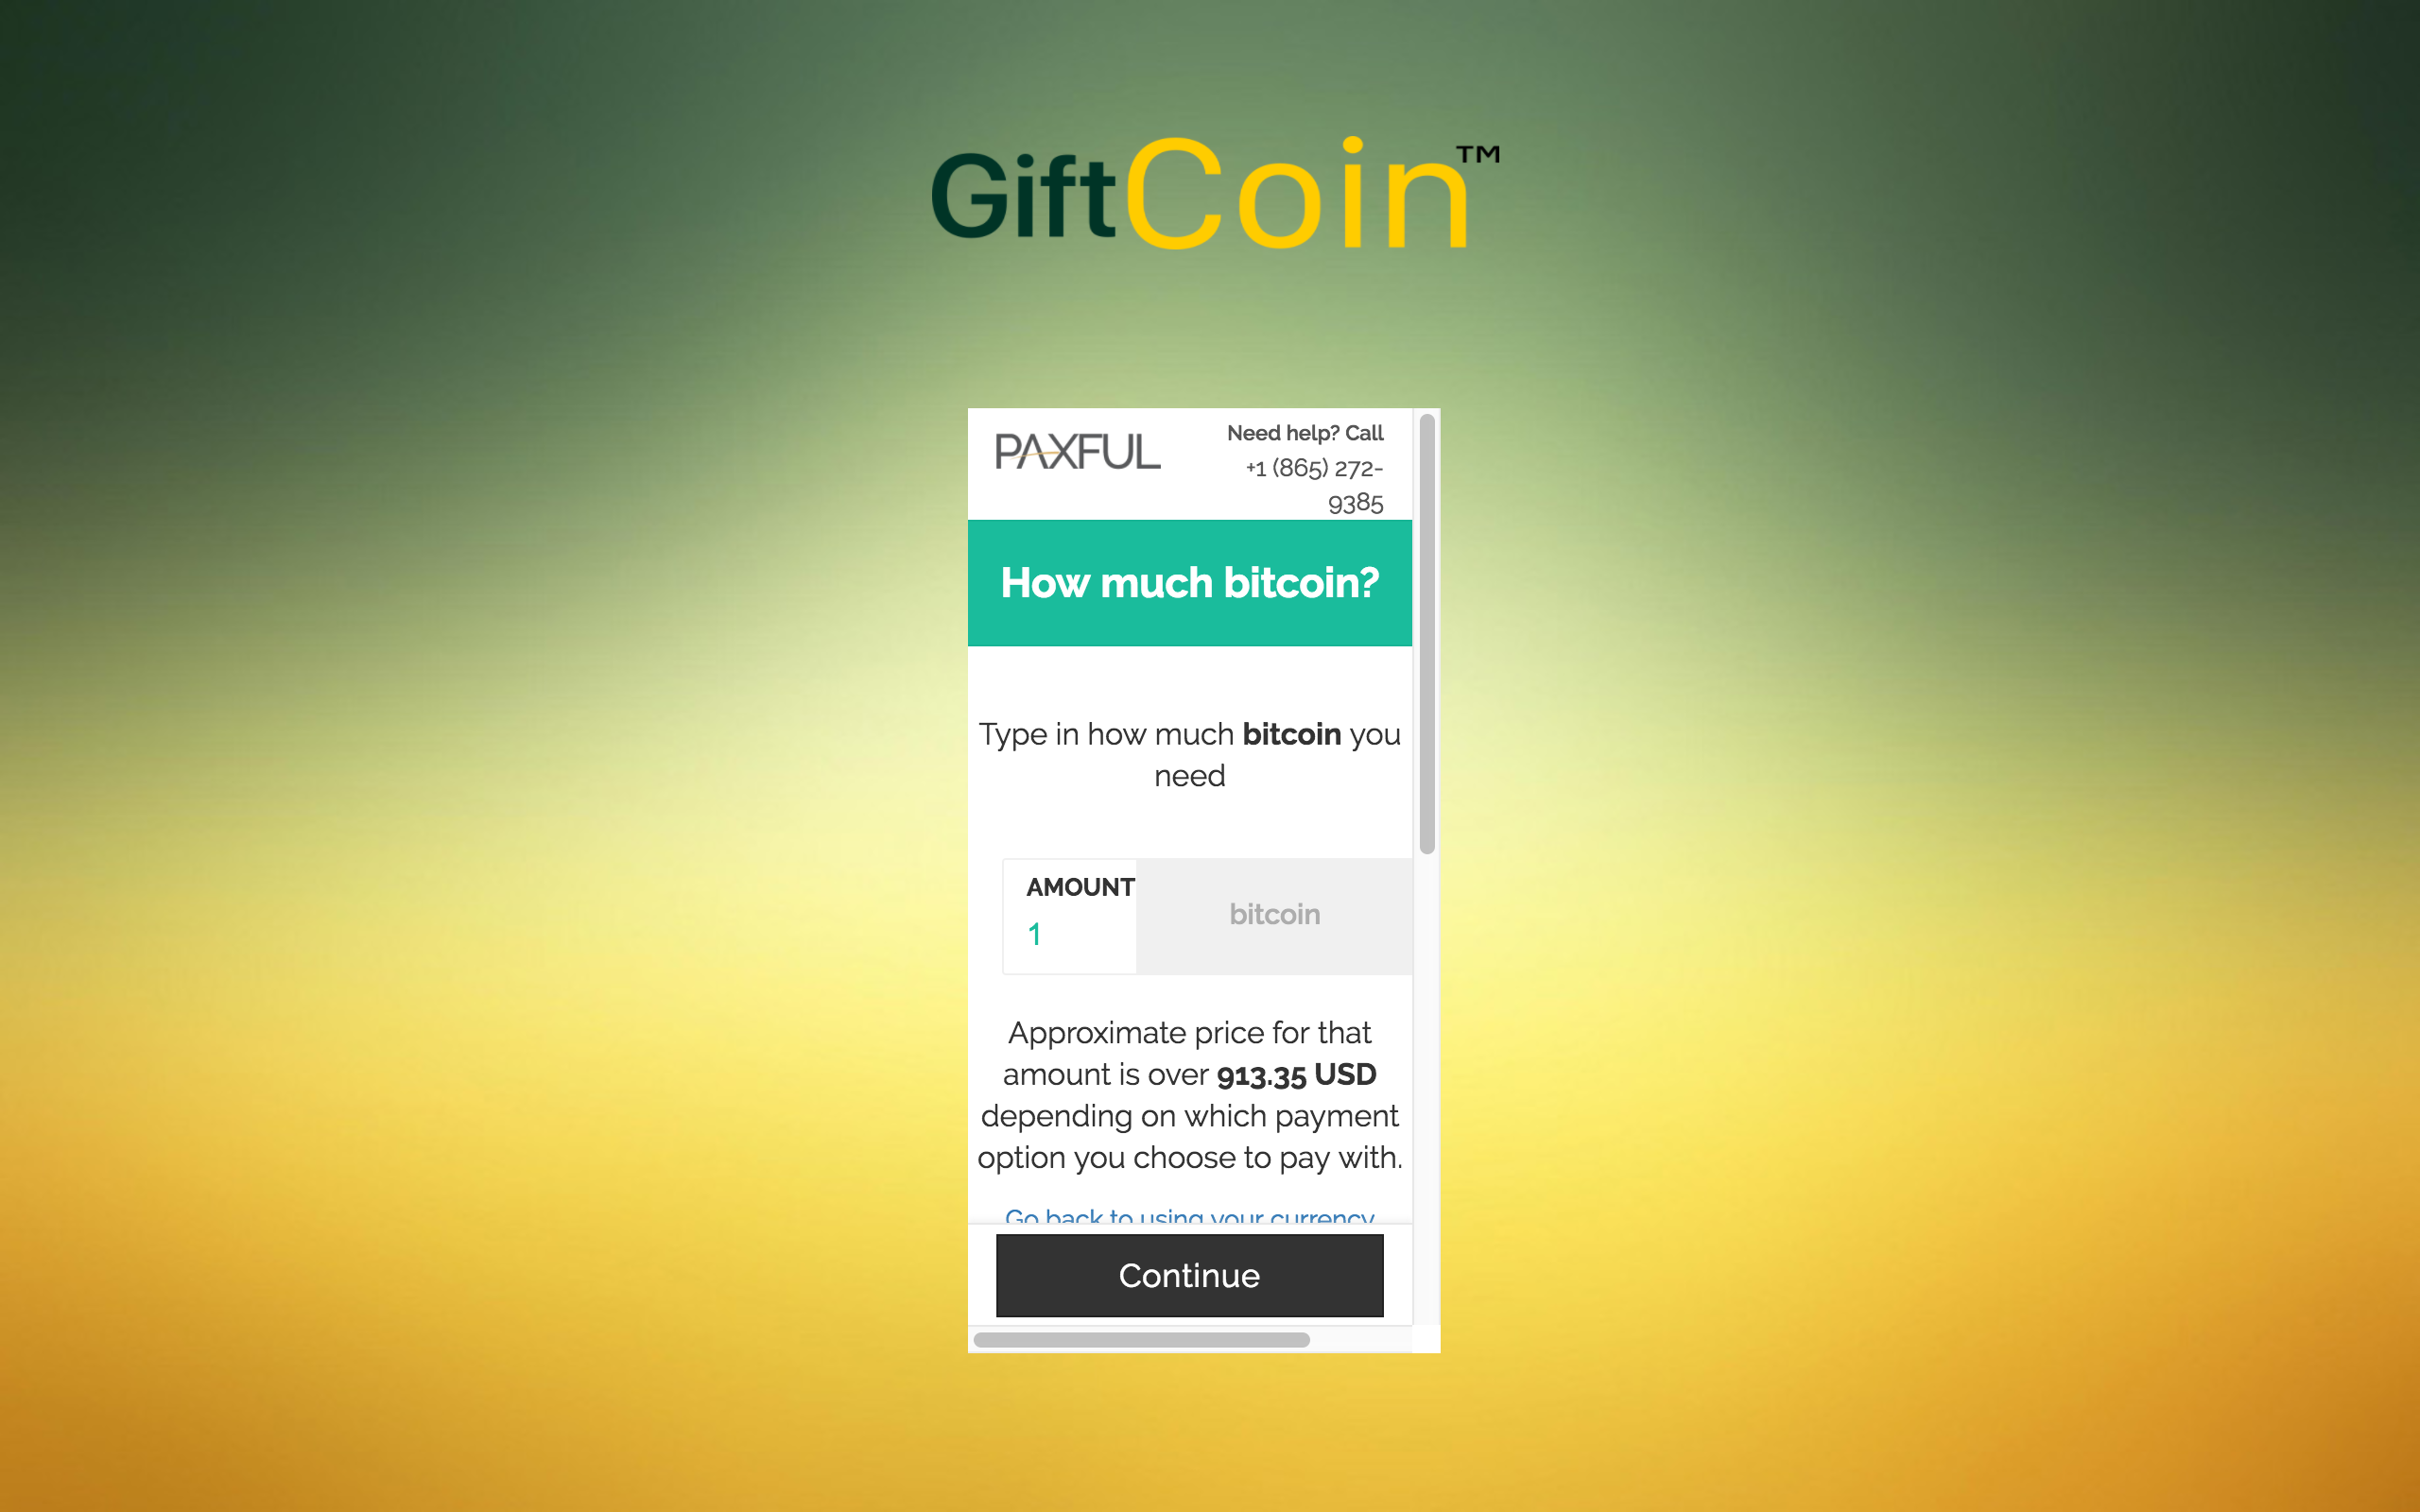 GiftCoin™
PAXFUL
Need help? Call
+1 (865) 272-
9385
How much bitcoin?
Type in how much bitcoin you
need
AMOUNT
1
bitcoin
Approximate price for that
amount is over 913.35 USD
depending on which payment
option you choose to pay with.
Go back to using your currency
Continue